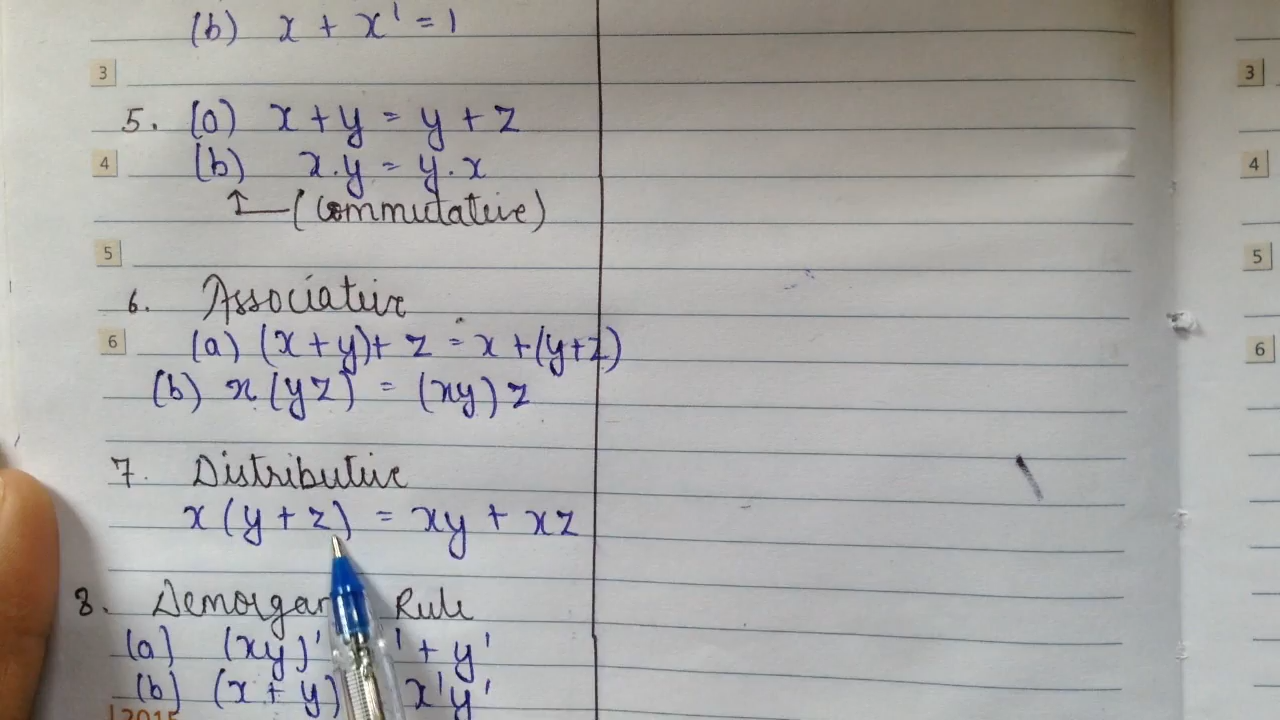 (b) x + x' = 1
3
3
5. (a) x + y = y + z
4 (b) x.y = y.x
4
(Commutative)
5
5
6. Associative
6 (a) (x + y) + z = x + (y + z)
6
(b) x (yz) = (xy) z
7. Distributive
x (y + z) = xy + xz
8. Demorgan Rule
(a) (xy)' ' + y'
(b) (x + y) x'y'
2015